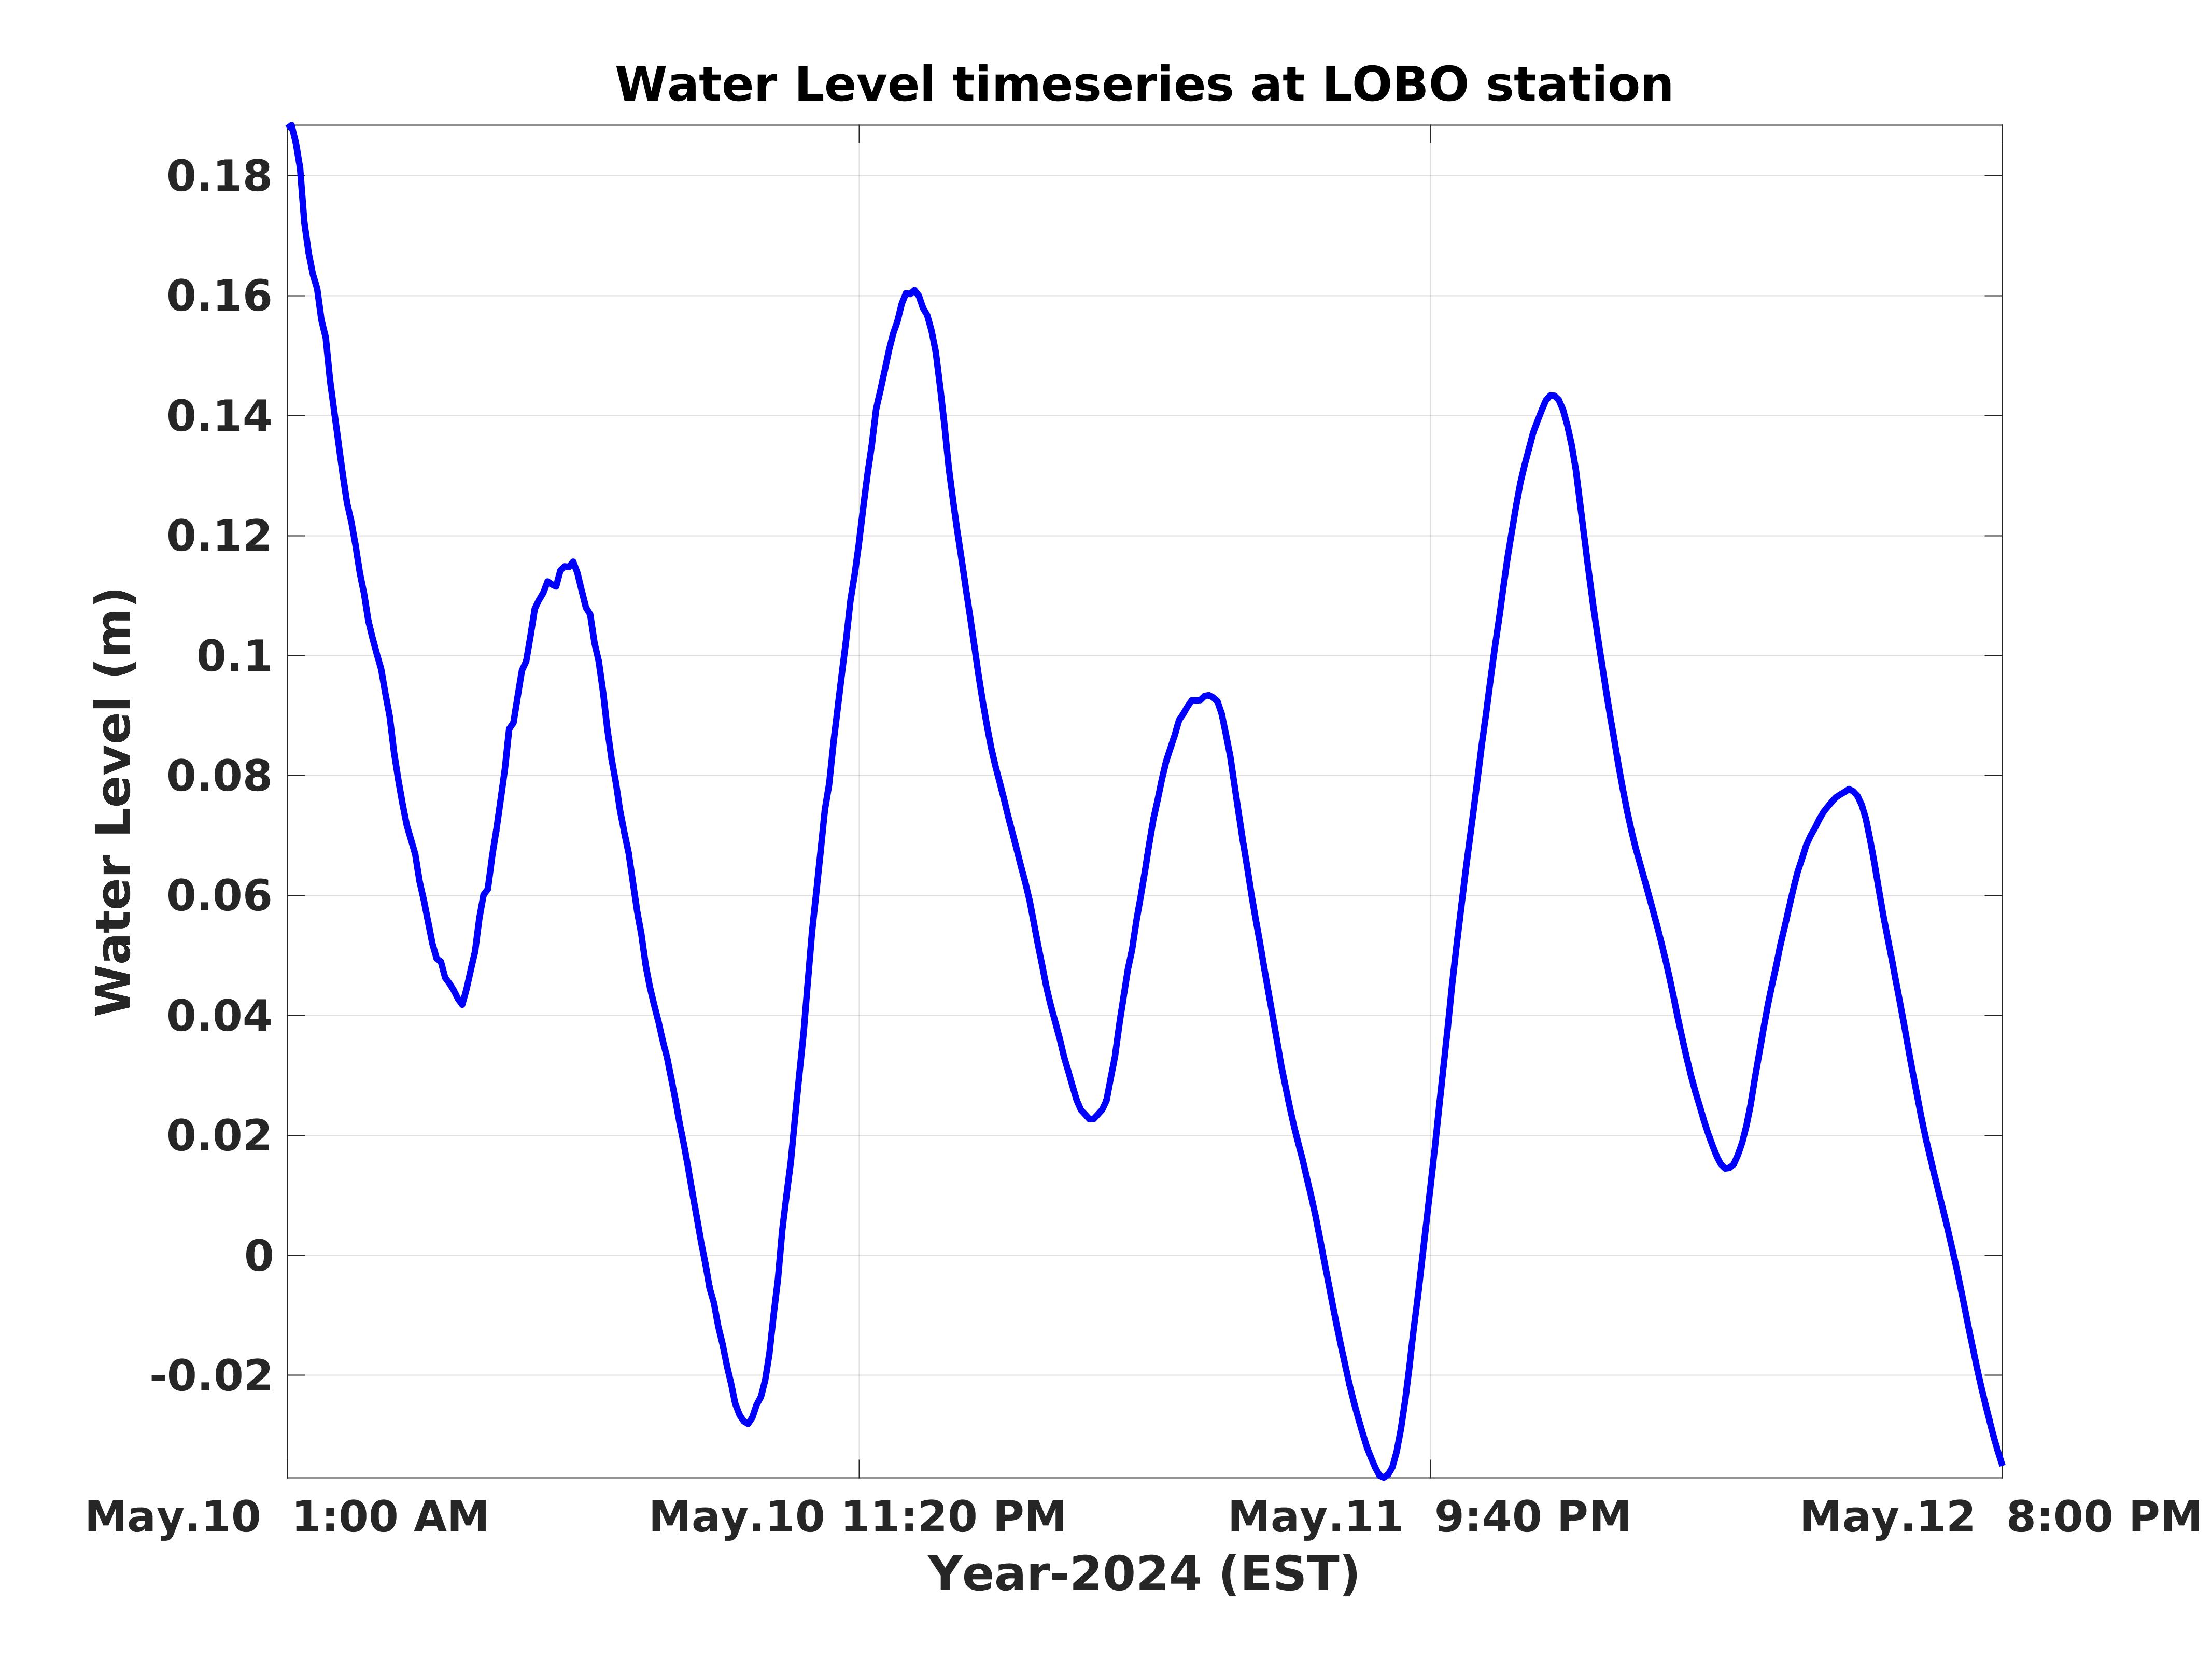 Water Level timeseries at LOBO station
0.18
0.16
0.14
0.12
0.1
0.08
0.06
0.04
0.02
0
-0.02
Water Level (m)
May.10 1:00 AM
May.10 11:20 PM
May.11 9:40 PM
May.12 8:00 PM
Year-2024 (EST)